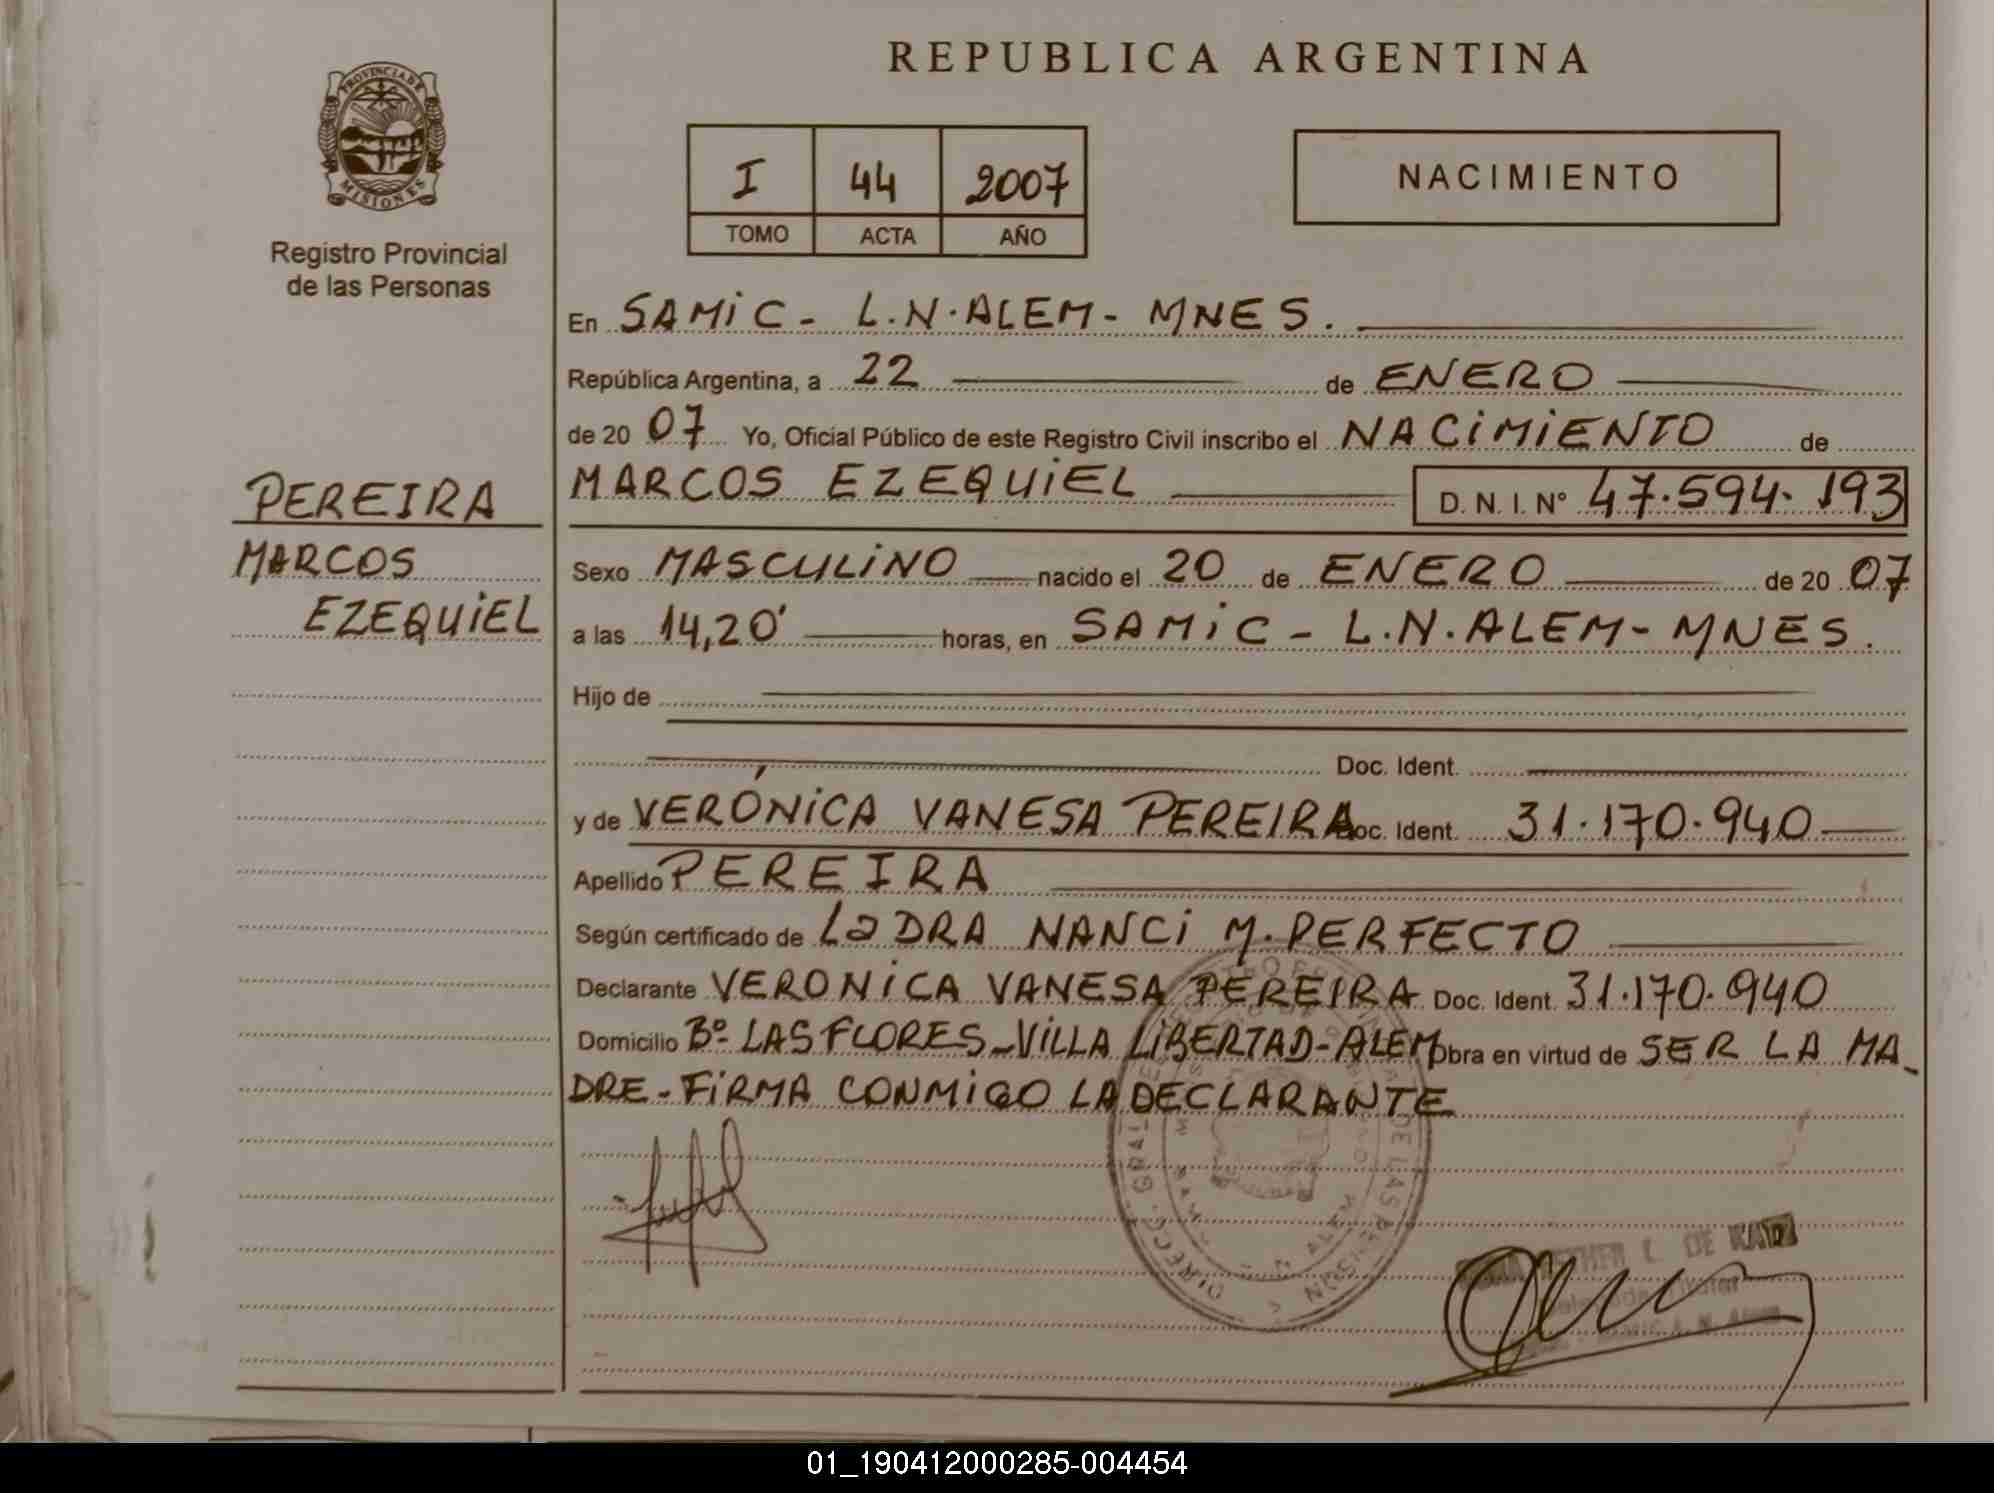 REPUBLICA ARGENTINA
PROVINCIA DE
MISIONES
Registro Provincial
de las Personas
I 44 2007
TOMO ACTA AÑO
NACIMIENTO
En SAMiC - L.N.ALEM - MNES.
República Argentina, a 22 de ENERO
de 20 07 Yo, Oficial Público de este Registro Civil inscribo el NACiMiENTO de
MARCOS EZEQUiEL D. N. I. Nº 47.594.193
PEREIRA
MARCOS
EZEQUiEL
Sexo MASCULiNO nacido el 20 de ENERO de 20 07
a las 14,20' horas, en SAMiC - L.N.ALEM - MNES.
Hijo de
Doc. Ident.
y de VERÓNiCA VANESA PEREIRA Doc. Ident. 31.170.940
Apellido PEREIRA
Según certificado de La DRA NANCi M. PERFECTO
Declarante VERONiCA VANESA PEREIRA Doc. Ident. 31.170.940
Domicilio Bº LAS FLORES - ViLLA LiBERTAD - ALEM Obra en virtud de SER LA MA_
DRE - FiRMA CONMiGO LA DECLARANTE
DE LAS
ALEM
DE
01_190412000285-004454